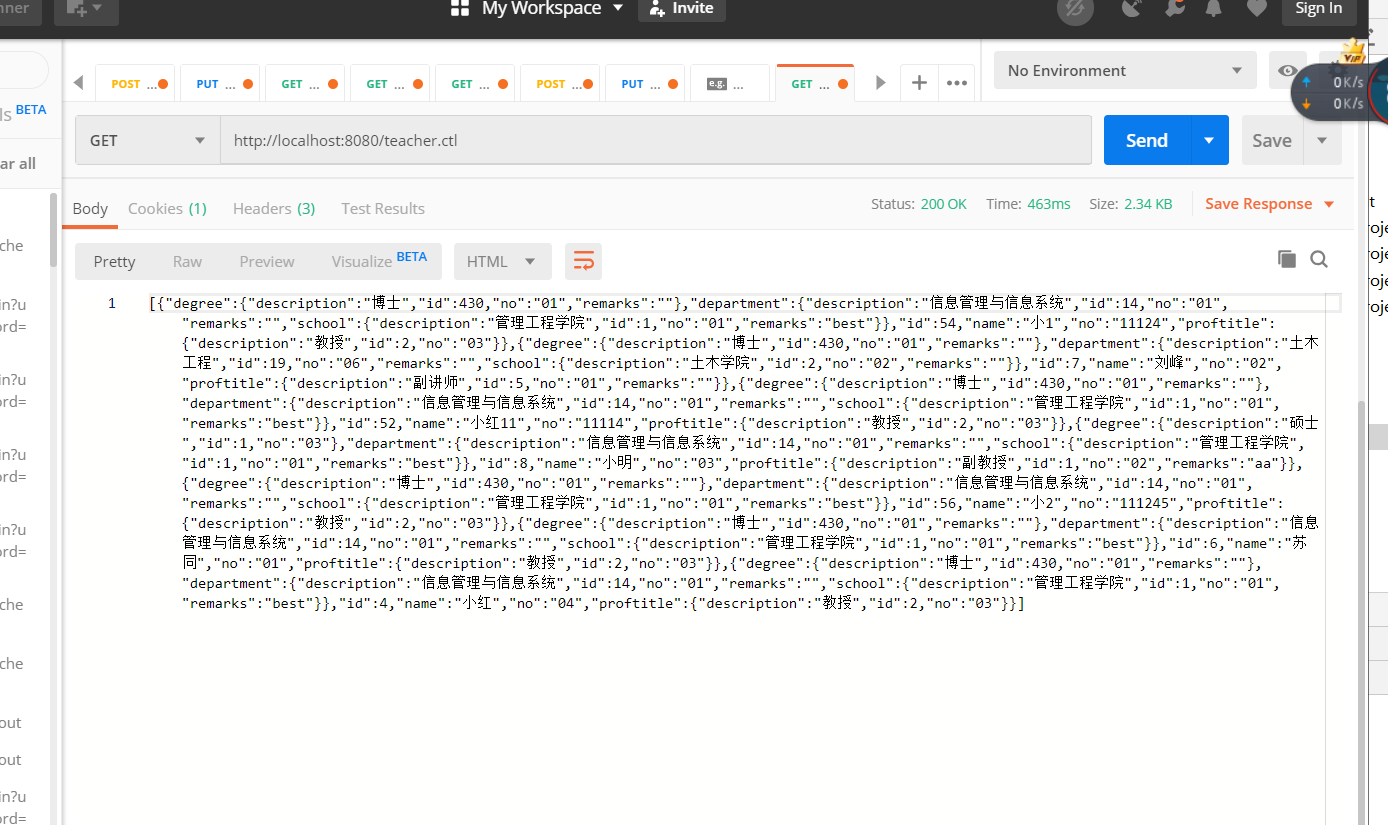 nner
My Workspace
Invite
Sign In
POST ...
PUT ...
GET ...
GET ...
GET ...
POST ...
PUT ...
e.g. ...
GET ...
No Environment
VIP
0K/s
0K/s
ls BETA
GET
http://localhost:8080/teacher.ctl
Send
Save
ar all
Body
Cookies (1)
Headers (3)
Test Results
Status: 200 OK
Time: 463ms
Size: 2.34 KB
Save Response
t
roje
roje
roje
roje
che
in?u
ord=
in?u
ord=
in?u
ord=
in?u
ord=
che
che
out
out
in?u
ord=
Pretty
Raw
Preview
Visualize BETA
HTML
1
[{"degree":{"description":"博士","id":430,"no":"01","remarks":""},"department":{"description":"信息管理与信息系统","id":14,"no":"01",
"remarks":"","school":{"description":"管理工程学院","id":1,"no":"01","remarks":"best"}},"id":54,"name":"小1","no":"11124","proftitle":
{"description":"教授","id":2,"no":"03"}},{"degree":{"description":"博士","id":430,"no":"01","remarks":""},"department":{"description":"土木
工程","id":19,"no":"06","remarks":"","school":{"description":"土木学院","id":2,"no":"02","remarks":""}},"id":7,"name":"刘峰","no":"02",
"proftitle":{"description":"副讲师","id":5,"no":"01","remarks":""}},{"degree":{"description":"博士","id":430,"no":"01","remarks":""},
"department":{"description":"信息管理与信息系统","id":14,"no":"01","remarks":"","school":{"description":"管理工程学院","id":1,"no":"01",
"remarks":"best"}},"id":52,"name":"小红11","no":"11114","proftitle":{"description":"教授","id":2,"no":"03"}},{"degree":{"description":"硕士
","id":1,"no":"03"},"department":{"description":"信息管理与信息系统","id":14,"no":"01","remarks":"","school":{"description":"管理工程学院",
"id":1,"no":"01","remarks":"best"}},"id":8,"name":"小明","no":"03","proftitle":{"description":"副教授","id":1,"no":"02","remarks":"aa"}},
{"degree":{"description":"博士","id":430,"no":"01","remarks":""},"department":{"description":"信息管理与信息系统","id":14,"no":"01",
"remarks":"","school":{"description":"管理工程学院","id":1,"no":"01","remarks":"best"}},"id":56,"name":"小2","no":"111245","proftitle":
{"description":"教授","id":2,"no":"03"}},{"degree":{"description":"博士","id":430,"no":"01","remarks":""},"department":{"description":"信息
管理与信息系统","id":14,"no":"01","remarks":"","school":{"description":"管理工程学院","id":1,"no":"01","remarks":"best"}},"id":6,"name":"苏
同","no":"01","proftitle":{"description":"教授","id":2,"no":"03"}},{"degree":{"description":"博士","id":430,"no":"01","remarks":""},
"department":{"description":"信息管理与信息系统","id":14,"no":"01","remarks":"","school":{"description":"管理工程学院","id":1,"no":"01",
"remarks":"best"}},"id":4,"name":"小红","no":"04","proftitle":{"description":"教授","id":2,"no":"03"}}]